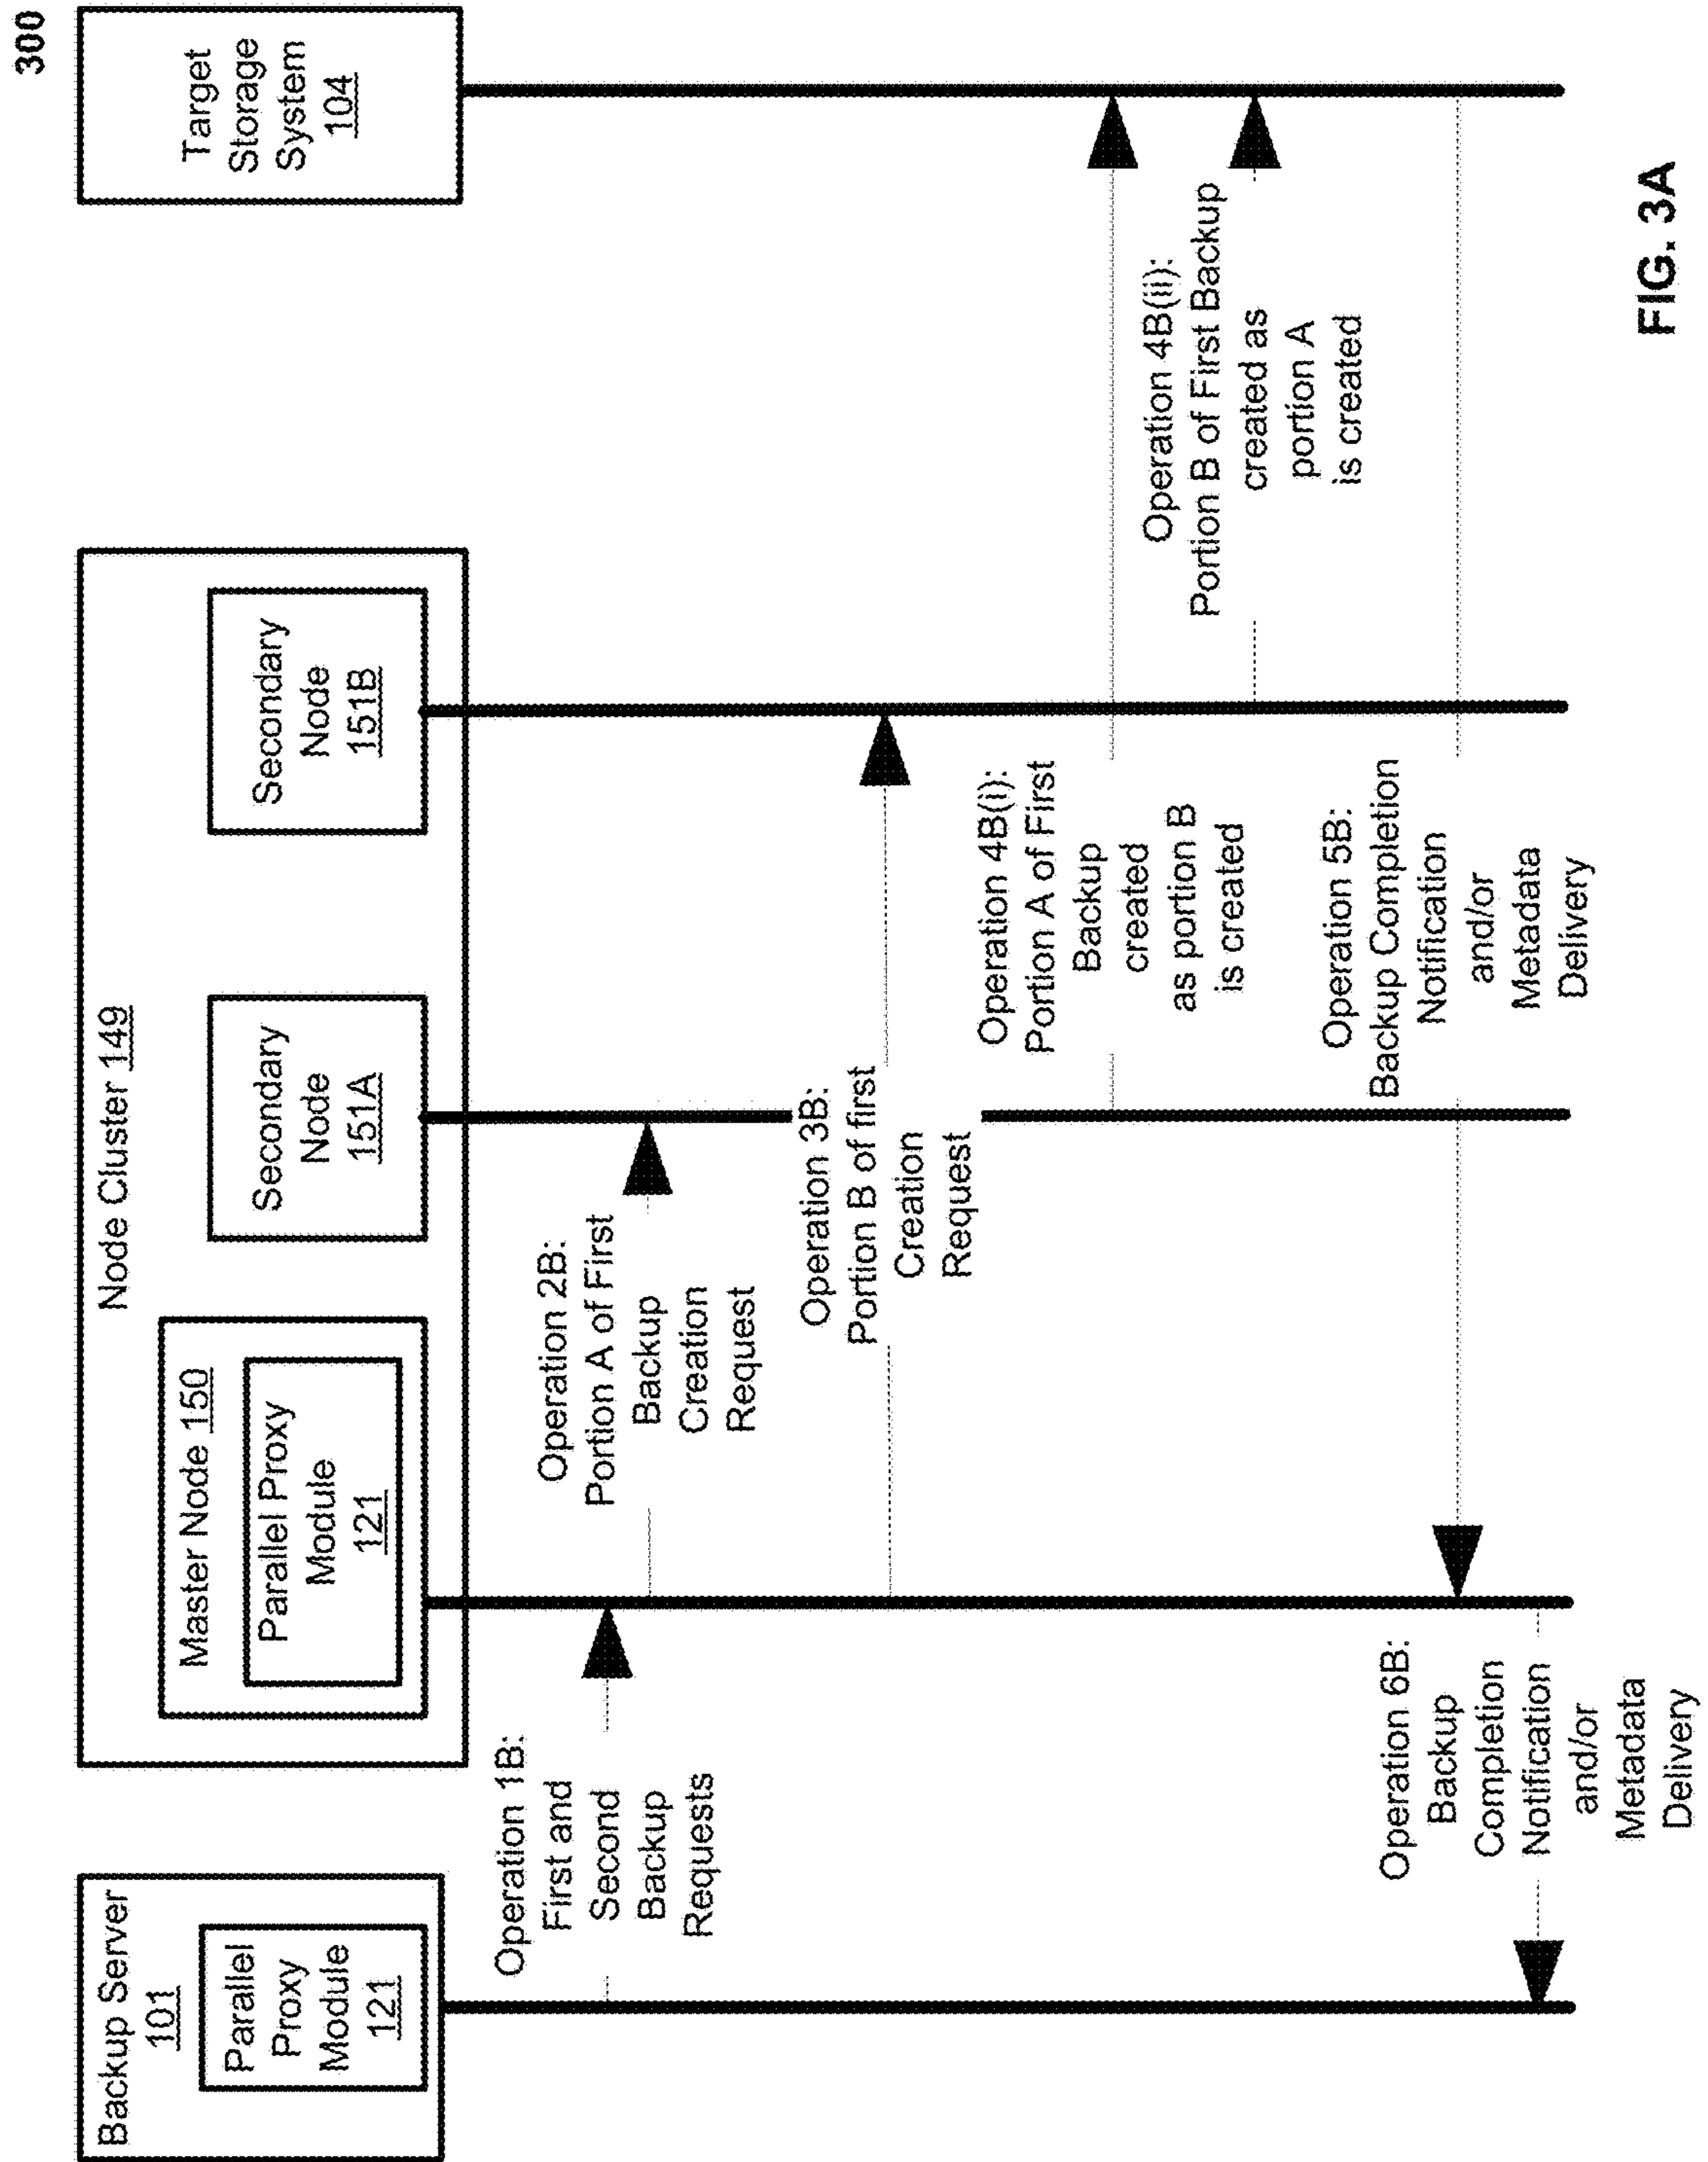 300
Backup Server
101
Parallel
Proxy
Module
121
Node Cluster 149
Master Node 150
Parallel Proxy
Module
121
Secondary
Node
151A
Secondary
Node
151B
Target
Storage
System
104
Operation 1B:
First and
Second
Backup
Requests
Operation 2B:
Portion A of First
Backup
Creation
Request
Operation 3B:
Portion B of first
Creation
Request
Operation 4B(i):
Portion A of First
Backup
created
as portion B
is created
Operation 4B(ii):
Portion B of First Backup
created as
portion A
is created
Operation 5B:
Backup Completion
Notification
and/or
Metadata
Delivery
Operation 6B:
Backup
Completion
Notification
and/or
Metadata
Delivery
FIG. 3A